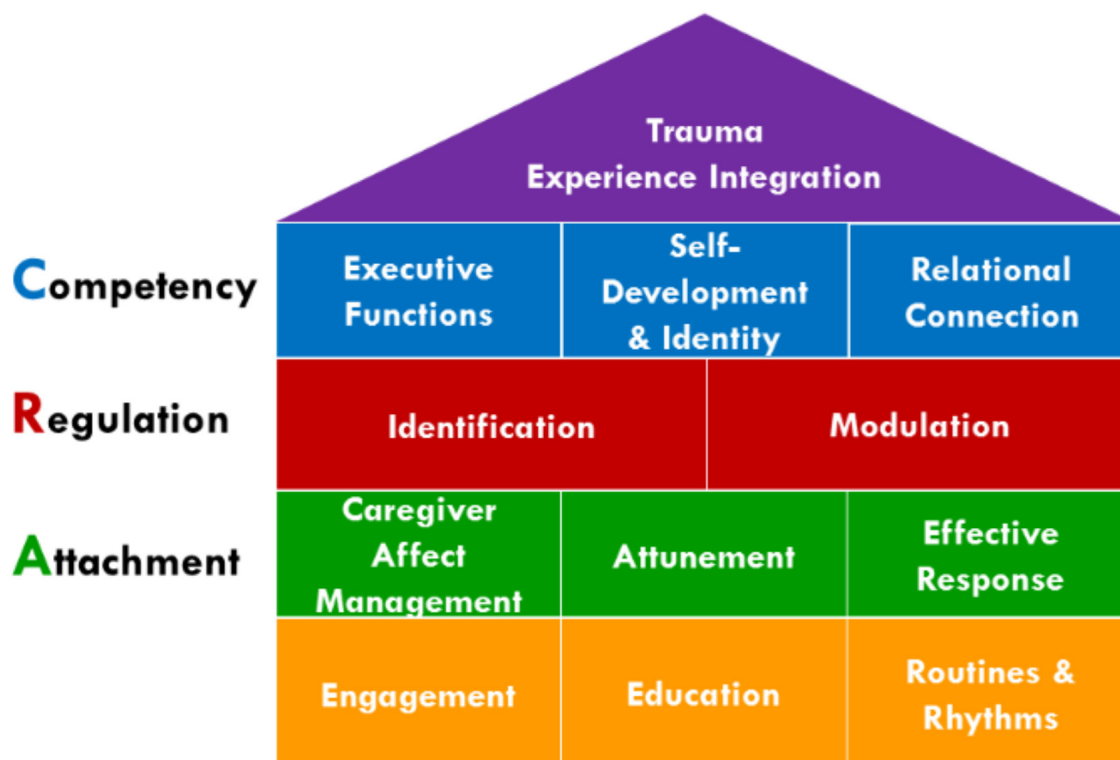 Trauma
Experience Integration
Competency
Executive
Functions
Self-
Development
& Identity
Relational
Connection
Regulation
Identification
Modulation
Attachment
Caregiver
Affect
Management
Attunement
Effective
Response
Engagement
Education
Routines &
Rhythms